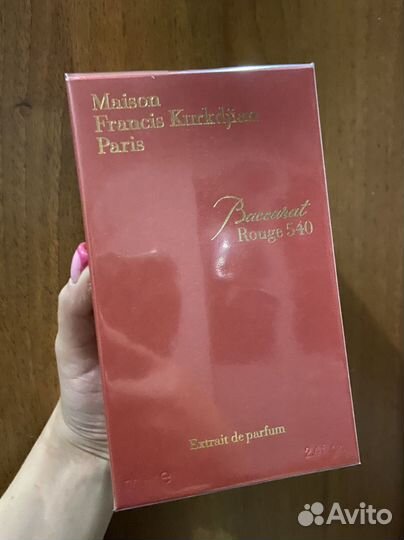 Maison
Francis Kurkdjian
Paris
Baccarat
Rouge 540
Extrait de parfum
Avito